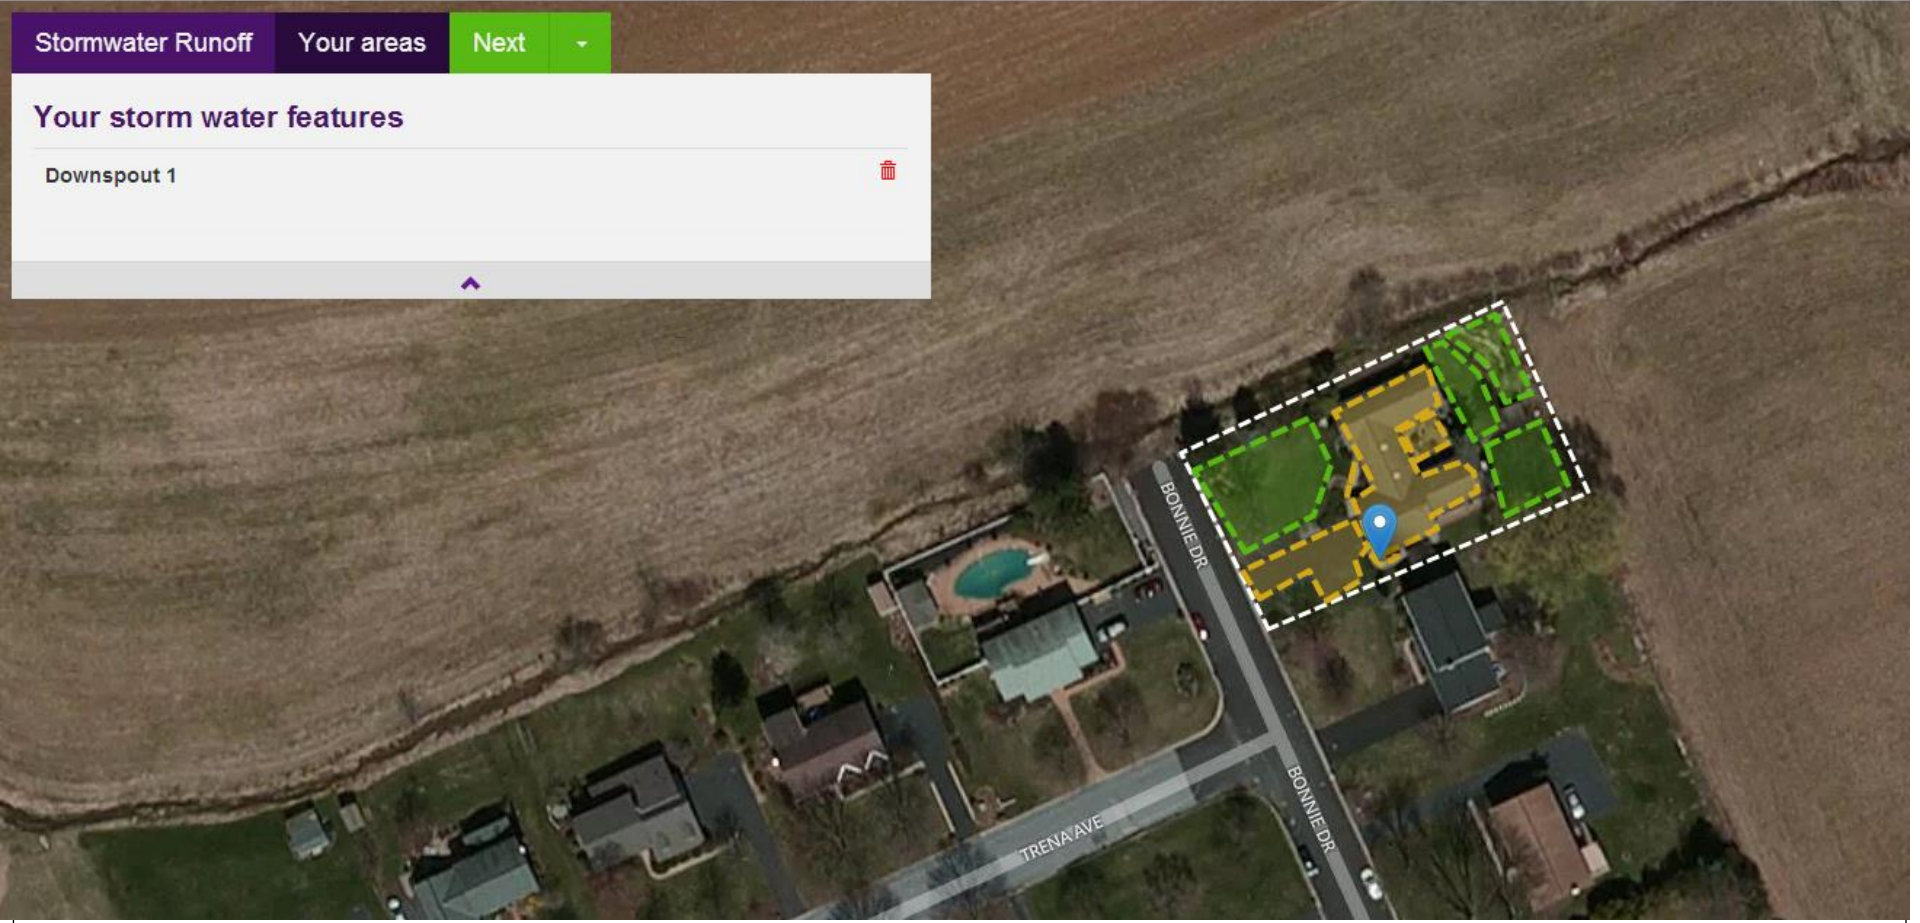 Stormwater Runoff
Your areas
Next
Your storm water features
Downspout 1
BONNIE DR
TRENA AVE
BONNIE DR